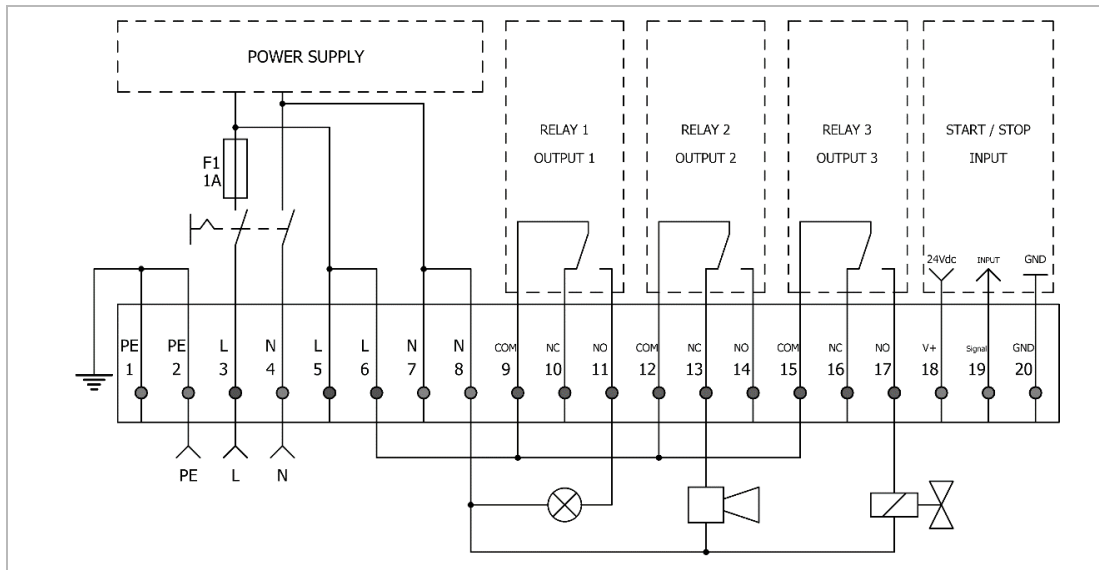 POWER SUPPLY
RELAY 1
OUTPUT 1
RELAY 2
OUTPUT 2
RELAY 3
OUTPUT 3
START / STOP
INPUT
F1
1A
24Vdc
INPUT
GND
PE
1
PE
2
L
3
N
4
L
5
L
6
N
7
N
8
COM
9
NC
10
NO
11
COM
12
NC
13
NO
14
COM
15
NC
16
NO
17
V+
18
Signal
19
GND
20
PE
L
N